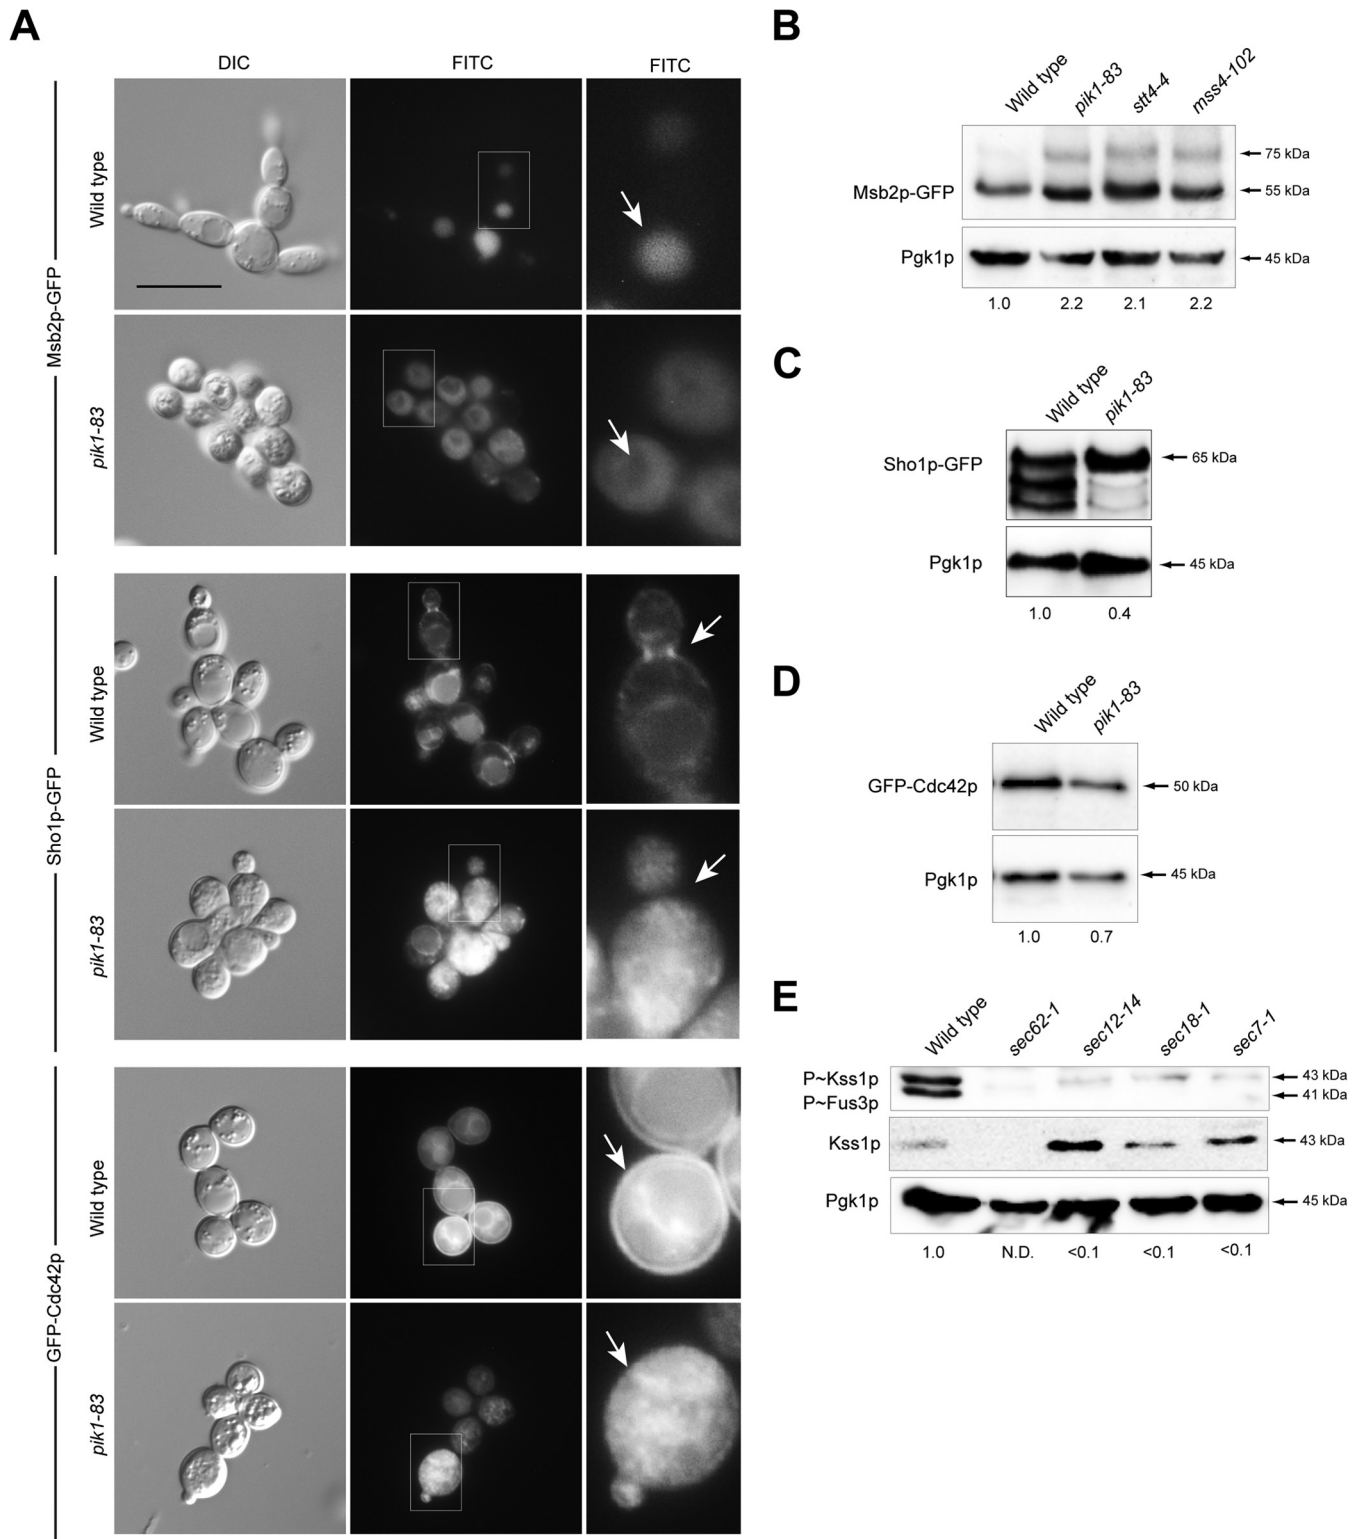 A
DIC
FITC
FITC
Msb2p-GFP
Wild type
pik1-83
Sho1p-GFP
Wild type
pik1-83
GFP-Cdc42p
Wild type
pik1-83
B
Wild type
pik1-83
stt4-4
mss4-102
Msb2p-GFP
75 kDa
55 kDa
Pgk1p
45 kDa
1.0 2.2 2.1 2.2
C
Wild type
pik1-83
Sho1p-GFP
65 kDa
Pgk1p
45 kDa
1.0 0.4
D
Wild type
pik1-83
GFP-Cdc42p
50 kDa
Pgk1p
45 kDa
1.0 0.7
E
Wild type
sec62-1
sec12-14
sec18-1
sec7-1
P~Kss1p
43 kDa
P~Fus3p
41 kDa
Kss1p
43 kDa
Pgk1p
45 kDa
1.0 N.D. <0.1 <0.1 <0.1